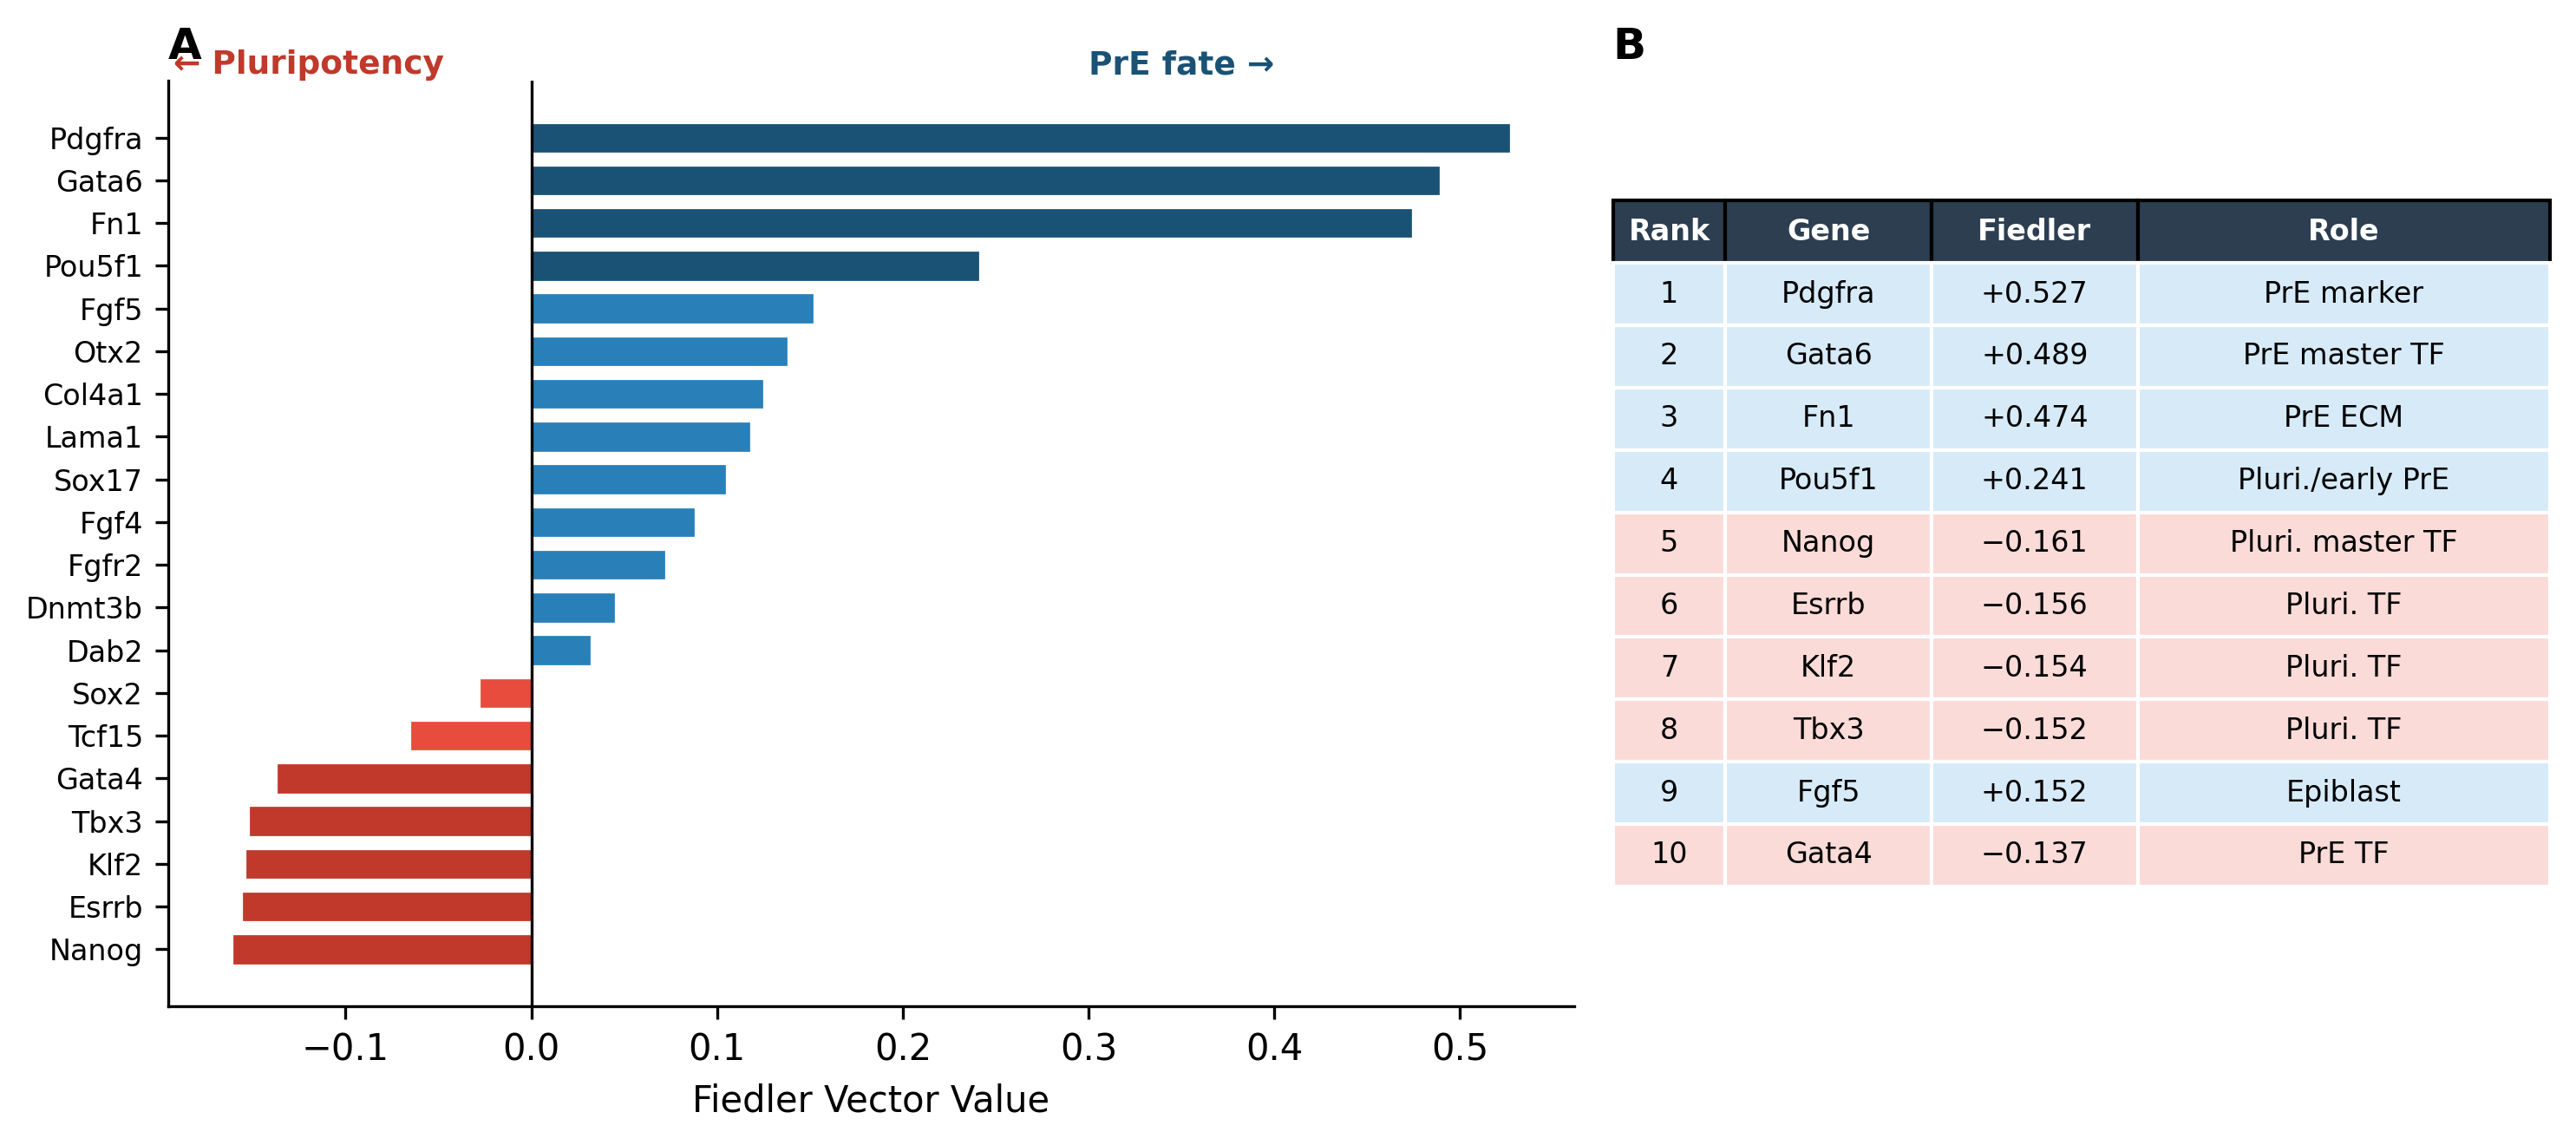 A
← Pluripotency
PrE fate →
Pdgfra
Gata6
Fn1
Pou5f1
Fgf5
Otx2
Col4a1
Lama1
Sox17
Fgf4
Fgfr2
Dnmt3b
Dab2
Sox2
Tcf15
Gata4
Tbx3
Klf2
Esrrb
Nanog
−0.1 0.0 0.1 0.2 0.3 0.4 0.5
Fiedler Vector Value
B
Rank Gene Fiedler Role
1 Pdgfra +0.527 PrE marker
2 Gata6 +0.489 PrE master TF
3 Fn1 +0.474 PrE ECM
4 Pou5f1 +0.241 Pluri./early PrE
5 Nanog −0.161 Pluri. master TF
6 Esrrb −0.156 Pluri. TF
7 Klf2 −0.154 Pluri. TF
8 Tbx3 −0.152 Pluri. TF
9 Fgf5 +0.152 Epiblast
10 Gata4 −0.137 PrE TF